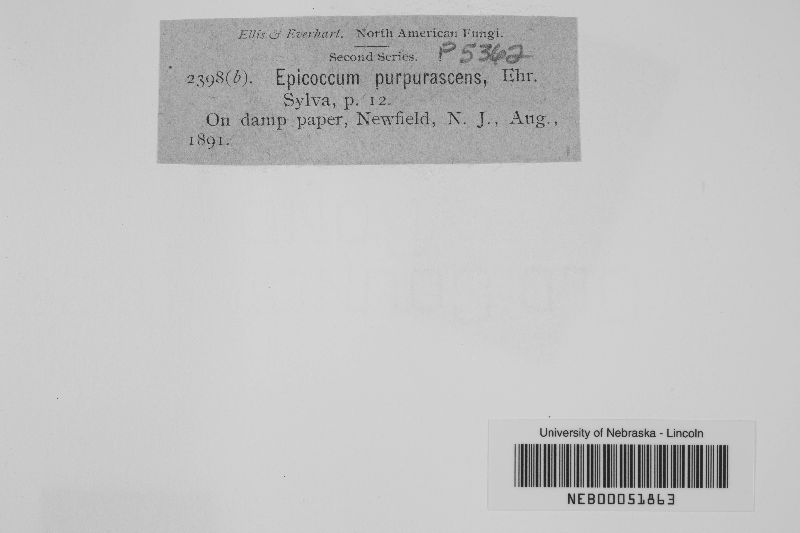 Ellis & Everhart. North American Fungi.
Second Series. P5362
2398(b). Epicoccum purpurascens, Ehr.
Sylva, p. 12.
On damp paper, Newfield, N. J., Aug.,
1891.
University of Nebraska - Lincoln
NEB00051863